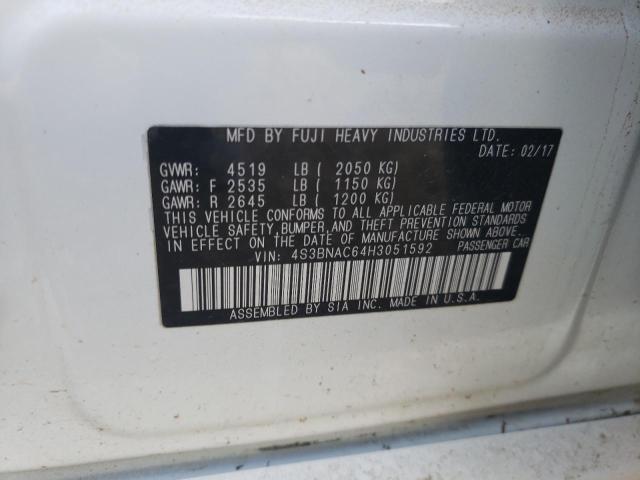 MFD BY FUJI HEAVY INDUSTRIES LTD.
DATE: 02/17
GVWR: 4519 LB ( 2050 KG)
GAWR: F 2535 LB ( 1150 KG)
GAWR: R 2645 LB ( 1200 KG)
THIS VEHICLE CONFORMS TO ALL APPLICABLE FEDERAL MOTOR
VEHICLE SAFETY, BUMPER, AND THEFT PREVENTION STANDARDS
IN EFFECT ON THE DATE OF MANUFACTURE SHOWN ABOVE.
VIN: 4S3BNAC64H3051592 PASSENGER CAR
ASSEMBLED BY SIA INC. MADE IN U.S.A.